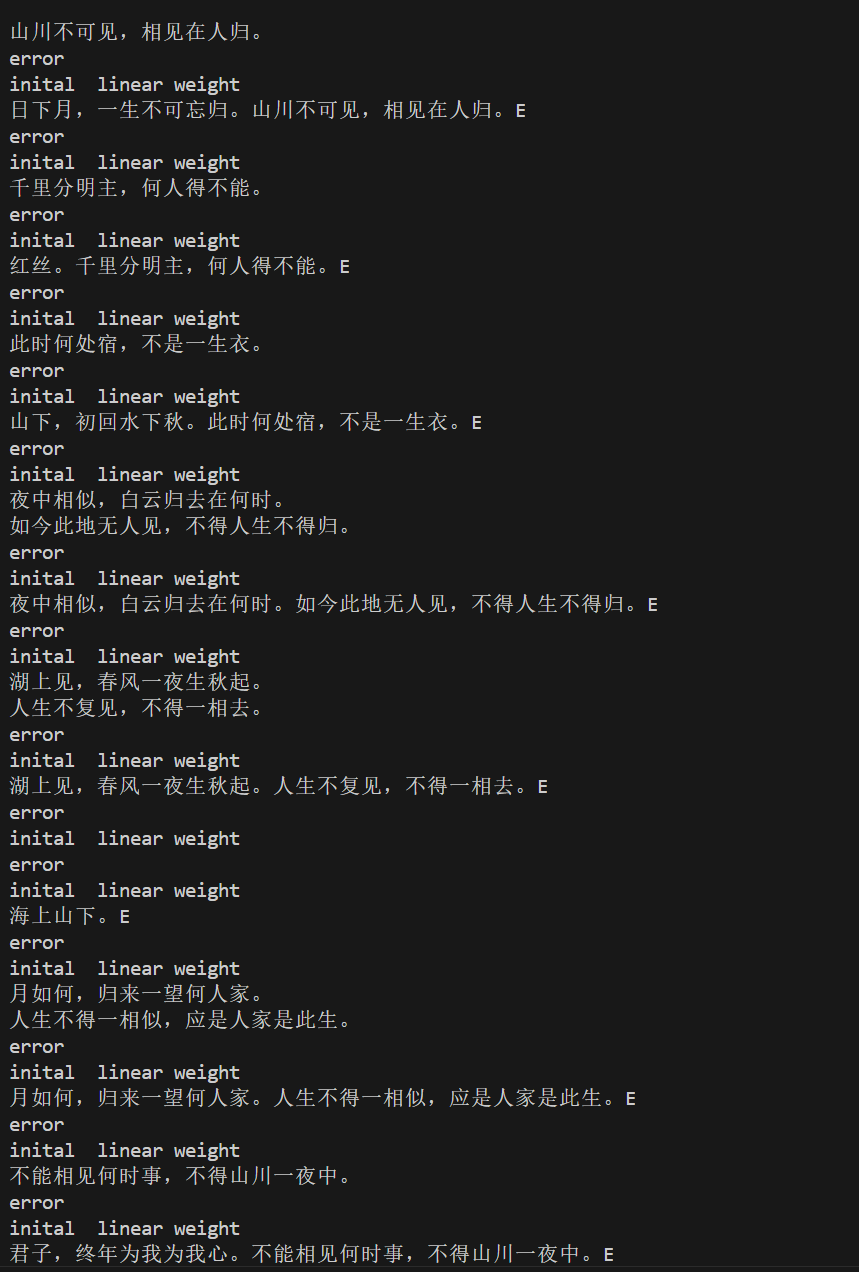 山川不可见，相见在人归。
error
inital  linear weight
日下月，一生不可忘归。山川不可见，相见在人归。E
error
inital  linear weight
千里分明主，何人得不能。
error
inital  linear weight
红丝。千里分明主，何人得不能。E
error
inital  linear weight
此时何处宿，不是一生衣。
error
inital  linear weight
山下，初回水下秋。此时何处宿，不是一生衣。E
error
inital  linear weight
夜中相似，白云归去在何时。
如今此地无人见，不得人生不得归。
error
inital  linear weight
夜中相似，白云归去在何时。如今此地无人见，不得人生不得归。E
error
inital  linear weight
湖上见，春风一夜生秋起。
人生不复见，不得一相去。
error
inital  linear weight
湖上见，春风一夜生秋起。人生不复见，不得一相去。E
error
inital  linear weight
error
inital  linear weight
海上山下。E
error
inital  linear weight
月如何，归来一望何人家。
人生不得一相似，应是人家是此生。
error
inital  linear weight
月如何，归来一望何人家。人生不得一相似，应是人家是此生。E
error
inital  linear weight
不能相见何时事，不得山川一夜中。
error
inital  linear weight
君子，终年为我为我心。不能相见何时事，不得山川一夜中。E